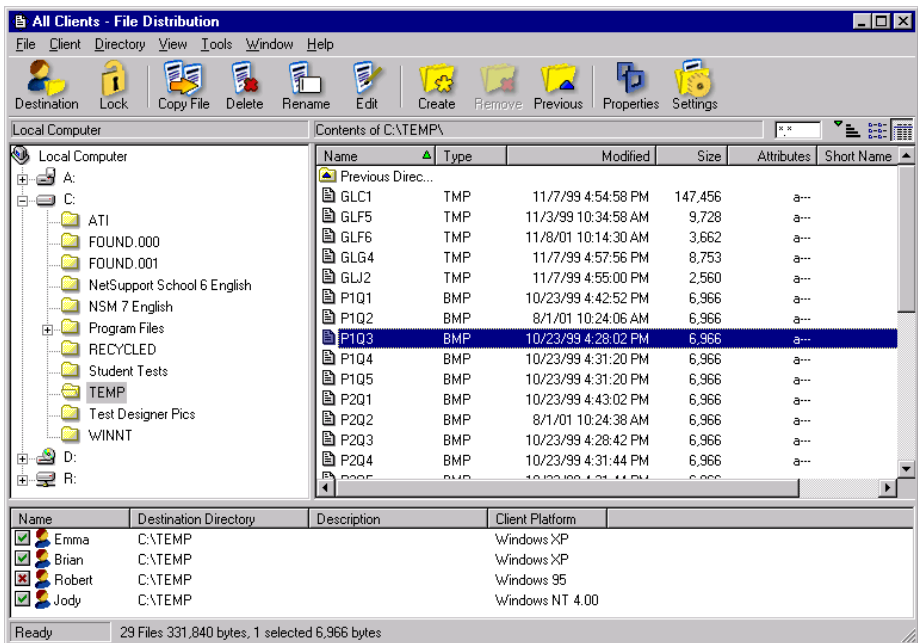 All Clients - File Distribution
File Client Directory View Tools Window Help
Destination Lock Copy File Delete Rename Edit Create Remove Previous Properties Settings
Local Computer
Contents of C:\TEMP\
*.*
Local Computer
A:
C:
ATI
FOUND.000
FOUND.001
NetSupport School 6 English
NSM 7 English
Program Files
RECYCLED
Student Tests
TEMP
Test Designer Pics
WINNT
D:
R:
Name Type Modified Size Attributes Short Name
Previous Direc...
GLC1 TMP 11/7/99 4:54:58 PM 147,456 a---
GLF5 TMP 11/3/99 10:34:58 AM 9,728 a---
GLF6 TMP 11/8/01 10:14:30 AM 3,662 a---
GLG4 TMP 11/7/99 4:57:56 PM 8,753 a---
GLJ2 TMP 11/7/99 4:55:00 PM 2,560 a---
P1Q1 BMP 10/23/99 4:42:52 PM 6,966 a---
P1Q2 BMP 8/1/01 10:24:06 AM 6,966 a---
P1Q3 BMP 10/23/99 4:28:02 PM 6,966 a---
P1Q4 BMP 10/23/99 4:31:20 PM 6,966 a---
P1Q5 BMP 10/23/99 4:31:20 PM 6,966 a---
P2Q1 BMP 10/23/99 4:43:02 PM 6,966 a---
P2Q2 BMP 8/1/01 10:24:38 AM 6,966 a---
P2Q3 BMP 10/23/99 4:28:42 PM 6,966 a---
P2Q4 BMP 10/23/99 4:31:44 PM 6,966 a---
Name Destination Directory Description Client Platform
Emma C:\TEMP Windows XP
Brian C:\TEMP Windows XP
Robert C:\TEMP Windows 95
Jody C:\TEMP Windows NT 4.00
Ready 29 Files 331,840 bytes, 1 selected 6,966 bytes